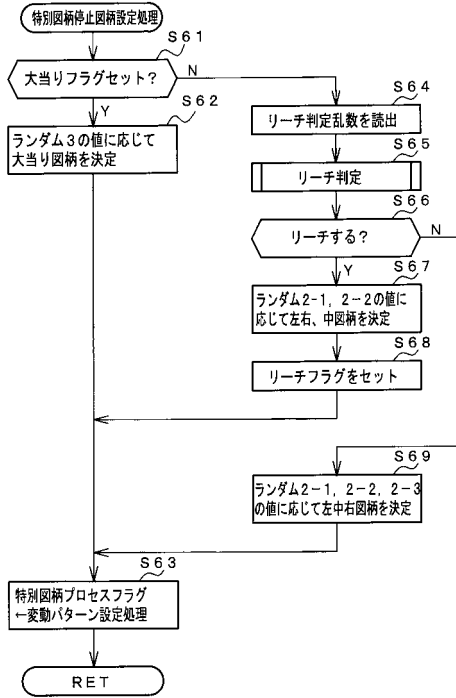 特別図柄停止図柄設定処理
S61
大当りフラグセット?
N
Y
S62
ランダム3の値に応じて
大当り図柄を決定
S64
リーチ判定乱数を読出
S65
リーチ判定
S66
リーチする?
N
Y
S67
ランダム2-1, 2-2の値に
応じて左右、中図柄を決定
S68
リーチフラグをセット
S69
ランダム2-1, 2-2, 2-3
の値に応じて左中右図柄を決定
S63
特別図柄プロセスフラグ
←変動パターン設定処理
RET